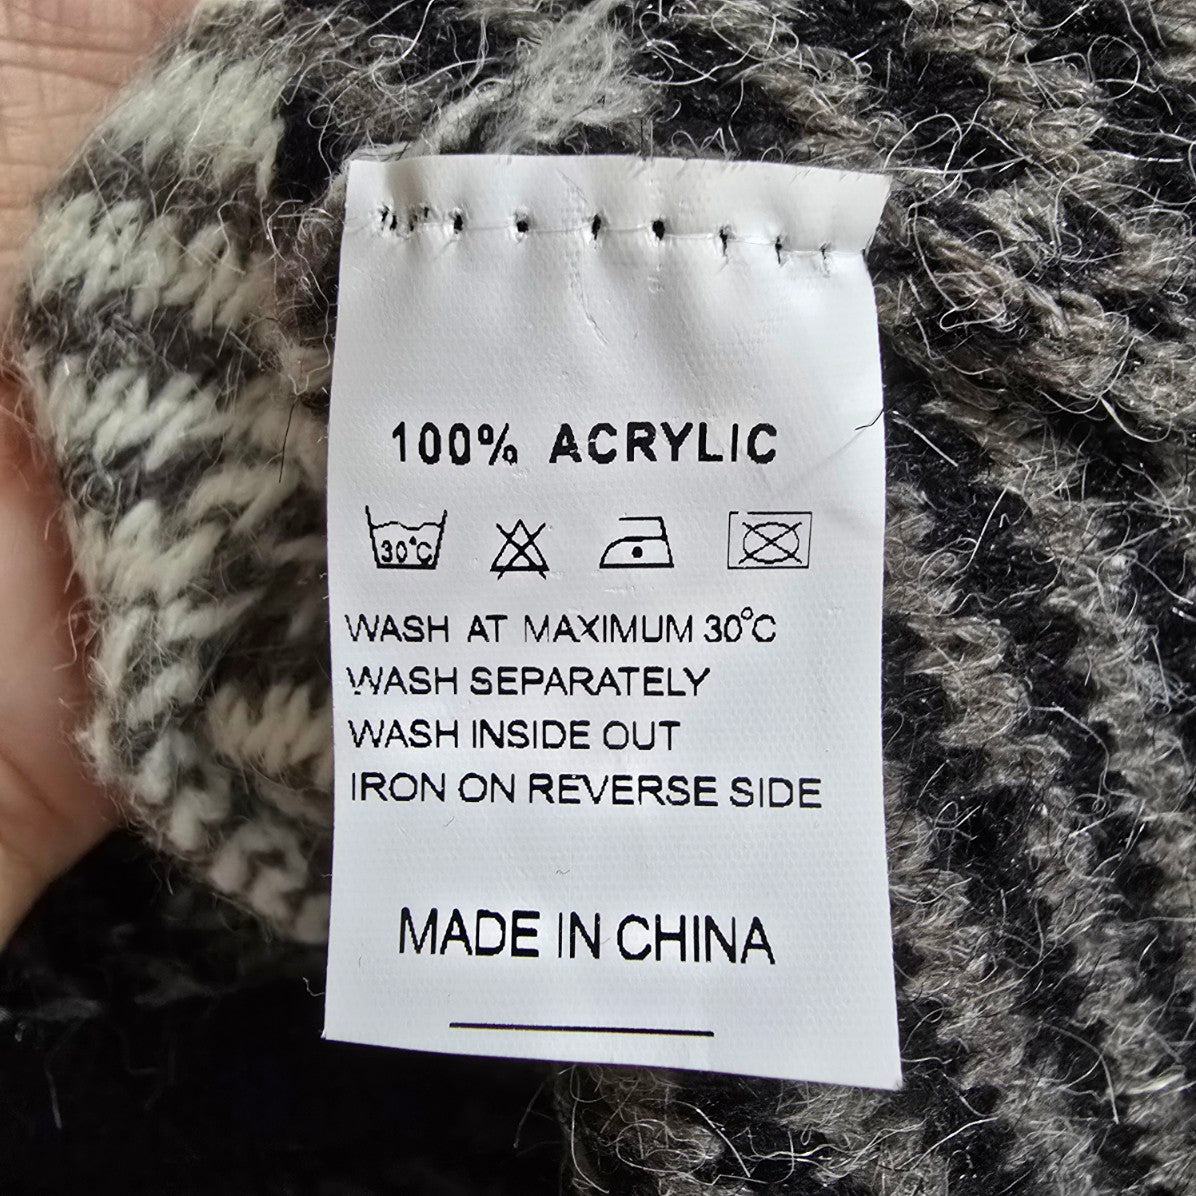 100% ACRYLIC
30°C
WASH AT MAXIMUM 30°C
WASH SEPARATELY
WASH INSIDE OUT
IRON ON REVERSE SIDE
MADE IN CHINA